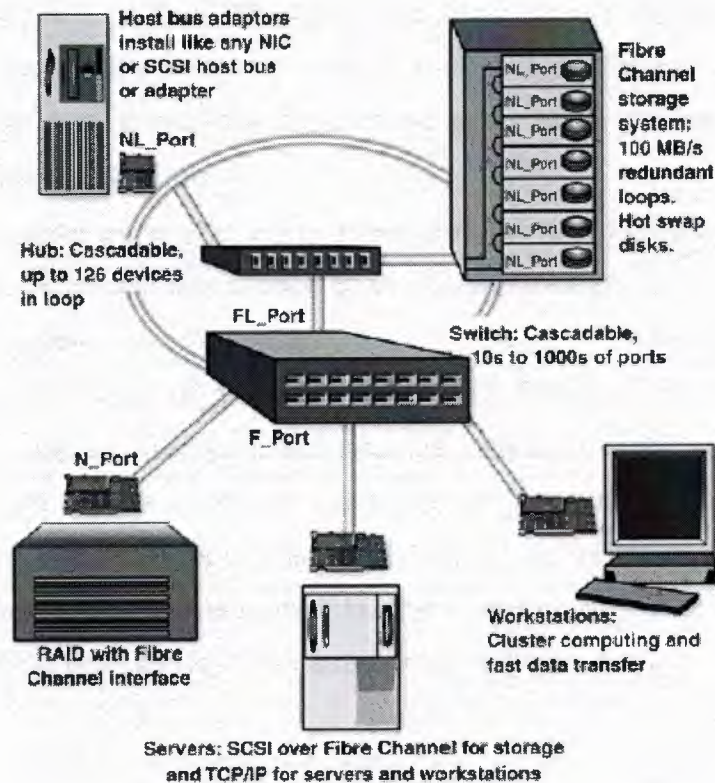 Host bus adaptors
install like any NIC
or SCSI host bus
or adapter
NL_Port
NL_Port
NL_Port
NL_Port
NL_Port
NL_Port
NL_Port
NL_Port
Fibre
Channel
storage
system:
100 MB/s
redundant
loops.
Hot swap
disks.
Hub: Cascadable,
up to 126 devices
in loop
FL_Port
Switch: Cascadable,
10s to 1000s of ports
F_Port
N_Port
RAID with Fibre
Channel interface
Workstations:
Cluster computing and
fast data transfer
Servers: SCSI over Fibre Channel for storage
and TCP/IP for servers and workstations